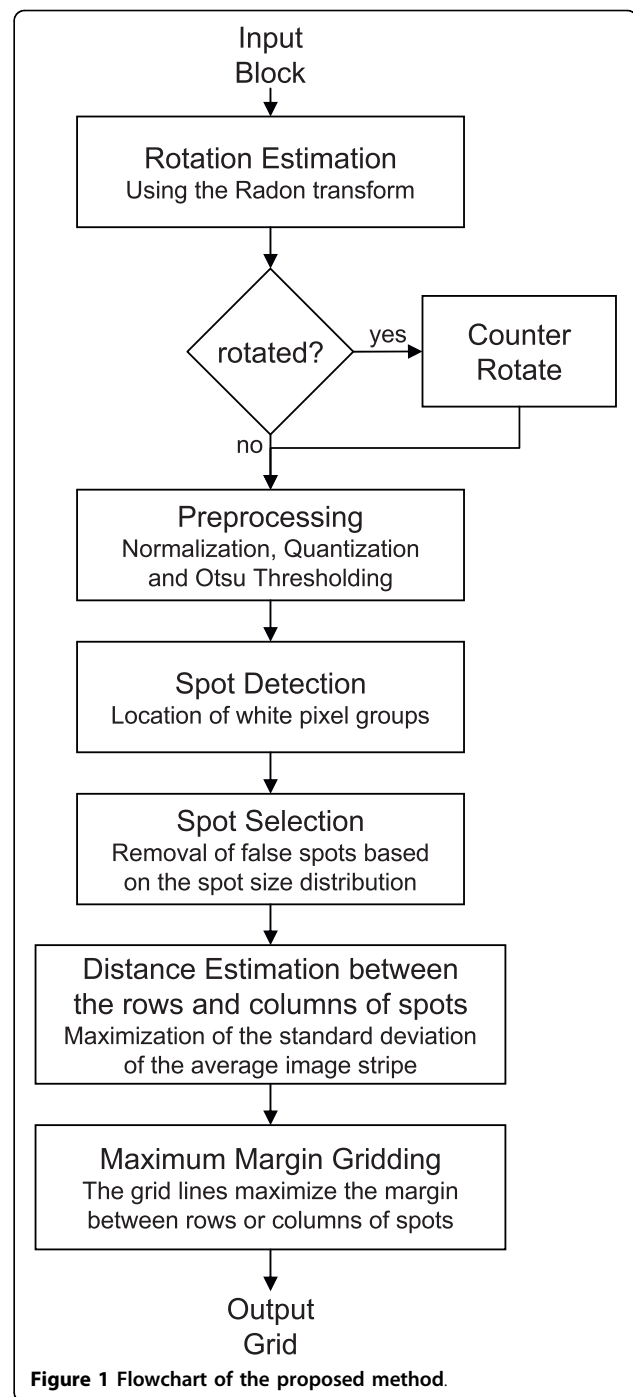 Input
Block
Rotation Estimation
Using the Radon transform
rotated?
yes
Counter
Rotate
no
Preprocessing
Normalization, Quantization
and Otsu Thresholding
Spot Detection
Location of white pixel groups
Spot Selection
Removal of false spots based
on the spot size distribution
Distance Estimation between
the rows and columns of spots
Maximization of the standard deviation
of the average image stripe
Maximum Margin Gridding
The grid lines maximize the margin
between rows or columns of spots
Output
Grid
Figure 1 Flowchart of the proposed method.